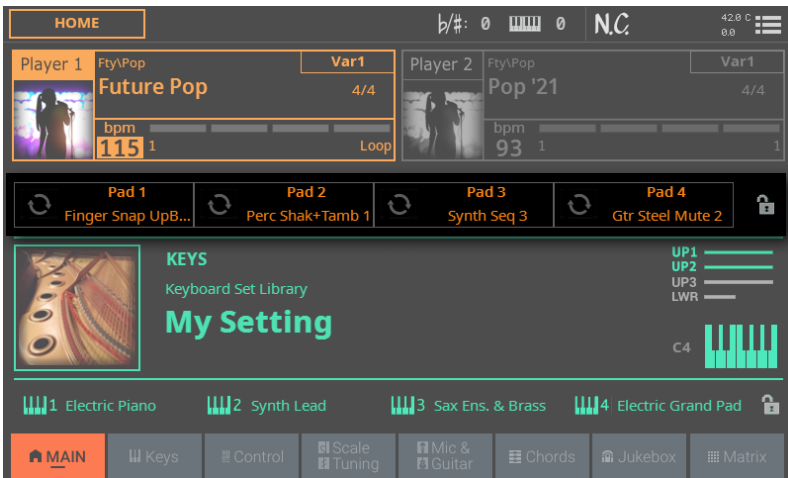 HOME
b/#: 0
0
N.C.
42.0 C
0.0
Player 1
Fty\Pop
Var1
Future Pop
4/4
bpm
115
1
Loop
Player 2
Fty\Pop
Var1
Pop '21
4/4
bpm
93
1
1
Pad 1
Finger Snap UpB...
Pad 2
Perc Shak+Tamb 1
Pad 3
Synth Seq 3
Pad 4
Gtr Steel Mute 2
KEYS
Keyboard Set Library
My Setting
UP1
UP2
UP3
LWR
C4
1 Electric Piano
2 Synth Lead
3 Sax Ens. & Brass
4 Electric Grand Pad
MAIN
Keys
Control
Scale
Tuning
Mic &
Guitar
Chords
Jukebox
Matrix